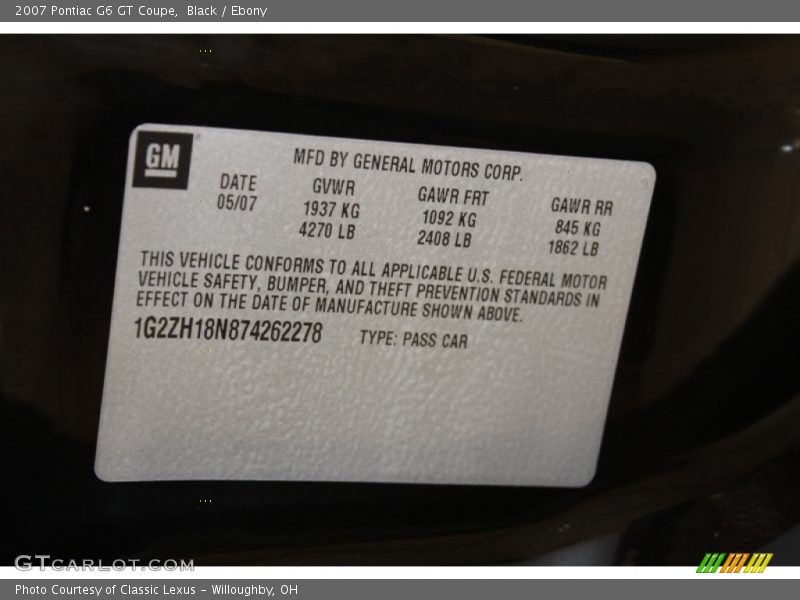 2007 Pontiac G6 GT Coupe, Black / Ebony
GM
MFD BY GENERAL MOTORS CORP.
DATE GVWR GAWR FRT GAWR RR
05/07 1937 KG 1092 KG 845 KG
4270 LB 2408 LB 1862 LB
THIS VEHICLE CONFORMS TO ALL APPLICABLE U.S. FEDERAL MOTOR
VEHICLE SAFETY, BUMPER, AND THEFT PREVENTION STANDARDS IN
EFFECT ON THE DATE OF MANUFACTURE SHOWN ABOVE.
1G2ZH18N874262278 TYPE: PASS CAR
GTCARLOT.COM
Photo Courtesy of Classic Lexus - Willoughby, OH